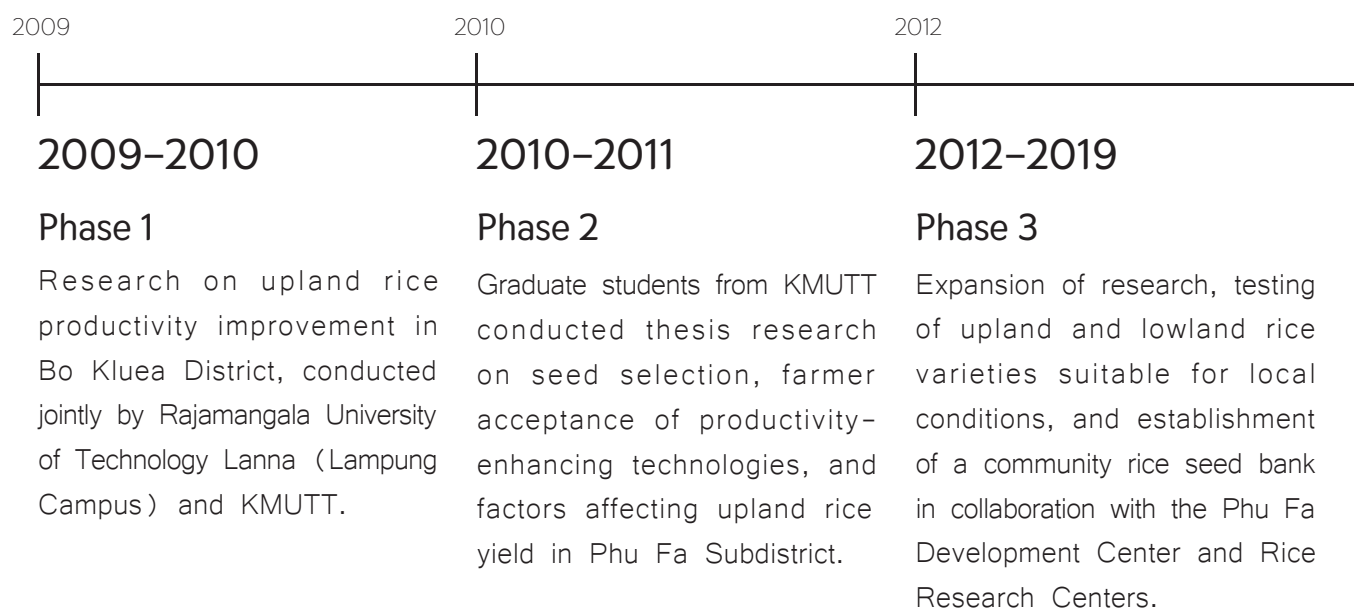 2009
2010
2012
2009–2010
Phase 1
Research on upland rice
productivity improvement in
Bo Kluea District, conducted
jointly by Rajamangala University
of Technology Lanna (Lampung
Campus) and KMUTT.
2010–2011
Phase 2
Graduate students from KMUTT
conducted thesis research
on seed selection, farmer
acceptance of productivity-
enhancing technologies, and
factors affecting upland rice
yield in Phu Fa Subdistrict.
2012–2019
Phase 3
Expansion of research, testing
of upland and lowland rice
varieties suitable for local
conditions, and establishment
of a community rice seed bank
in collaboration with the Phu Fa
Development Center and Rice
Research Centers.